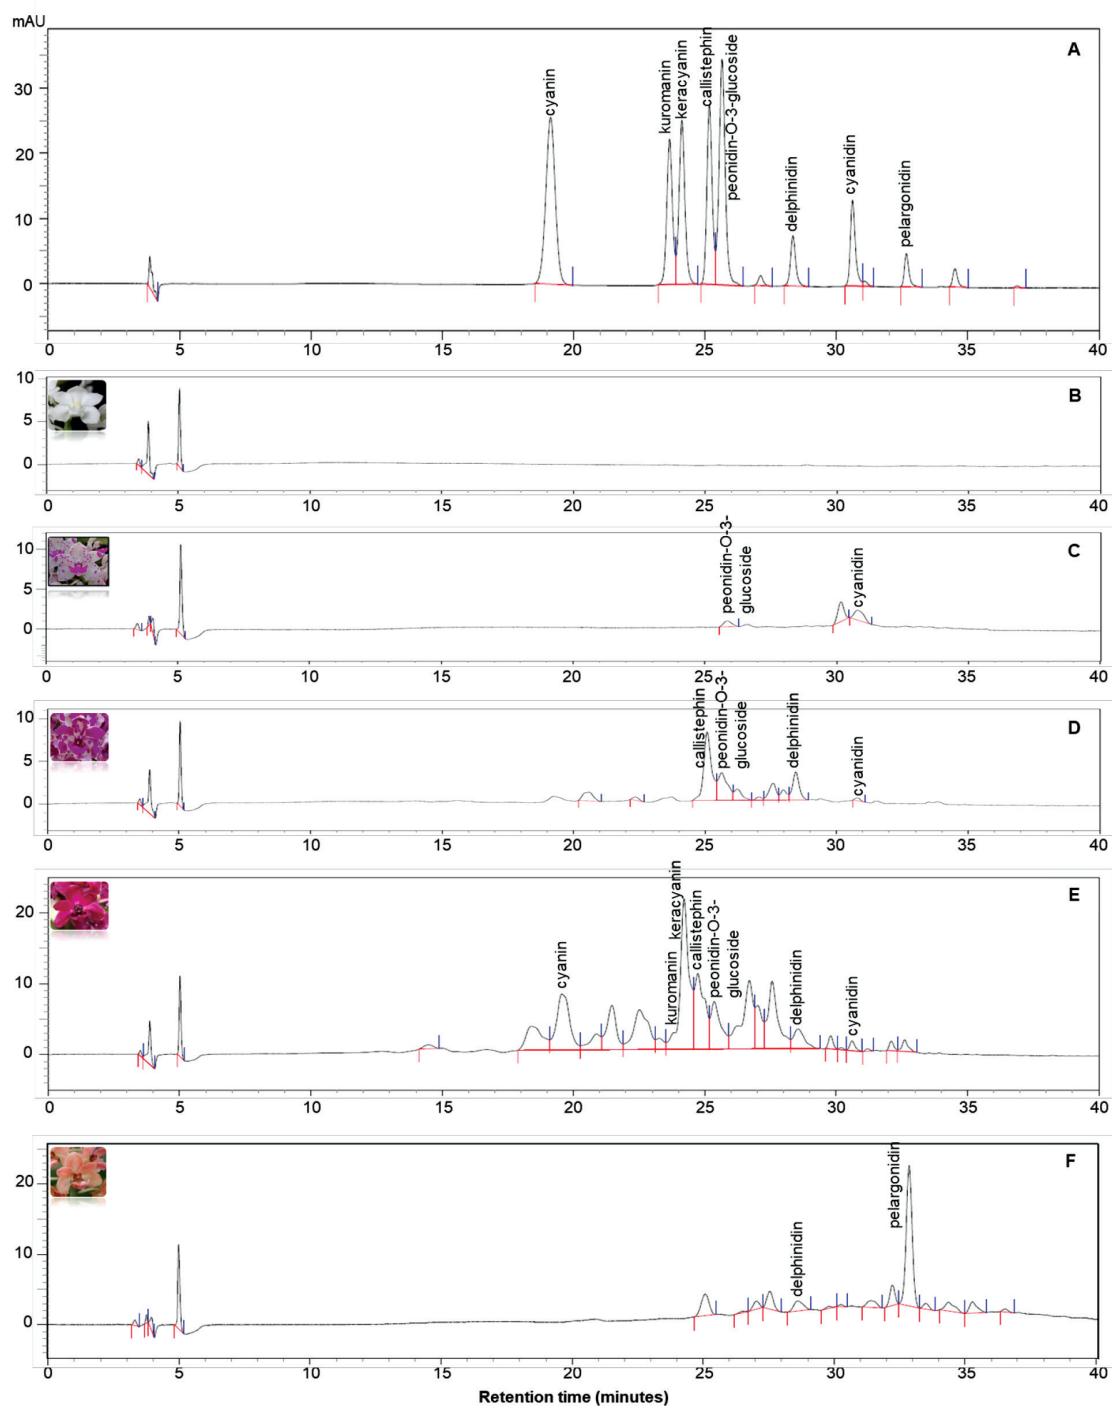 mAU
A
30
20
10
0
cyanin
kuromanin
keracyanin
callistephin
peonidin-O-3-glucoside
delphinidin
cyanidin
pelargonidin
0 5 10 15 20 25 30 35 40
B
10
5
0
0 5 10 15 20 25 30 35 40
C
10
5
0
peonidin-O-3-
glucoside
cyanidin
0 5 10 15 20 25 30 35 40
D
10
5
0
callistephin
peonidin-O-3-
glucoside
delphinidin
cyanidin
0 5 10 15 20 25 30 35 40
E
20
10
0
cyanin
kuromanin
keracyanin
callistephin
peonidin-O-3-
glucoside
delphinidin
cyanidin
0 5 10 15 20 25 30 35 40
F
20
10
0
delphinidin
pelargonidin
0 5 10 15 20 25 30 35 40
Retention time (minutes)